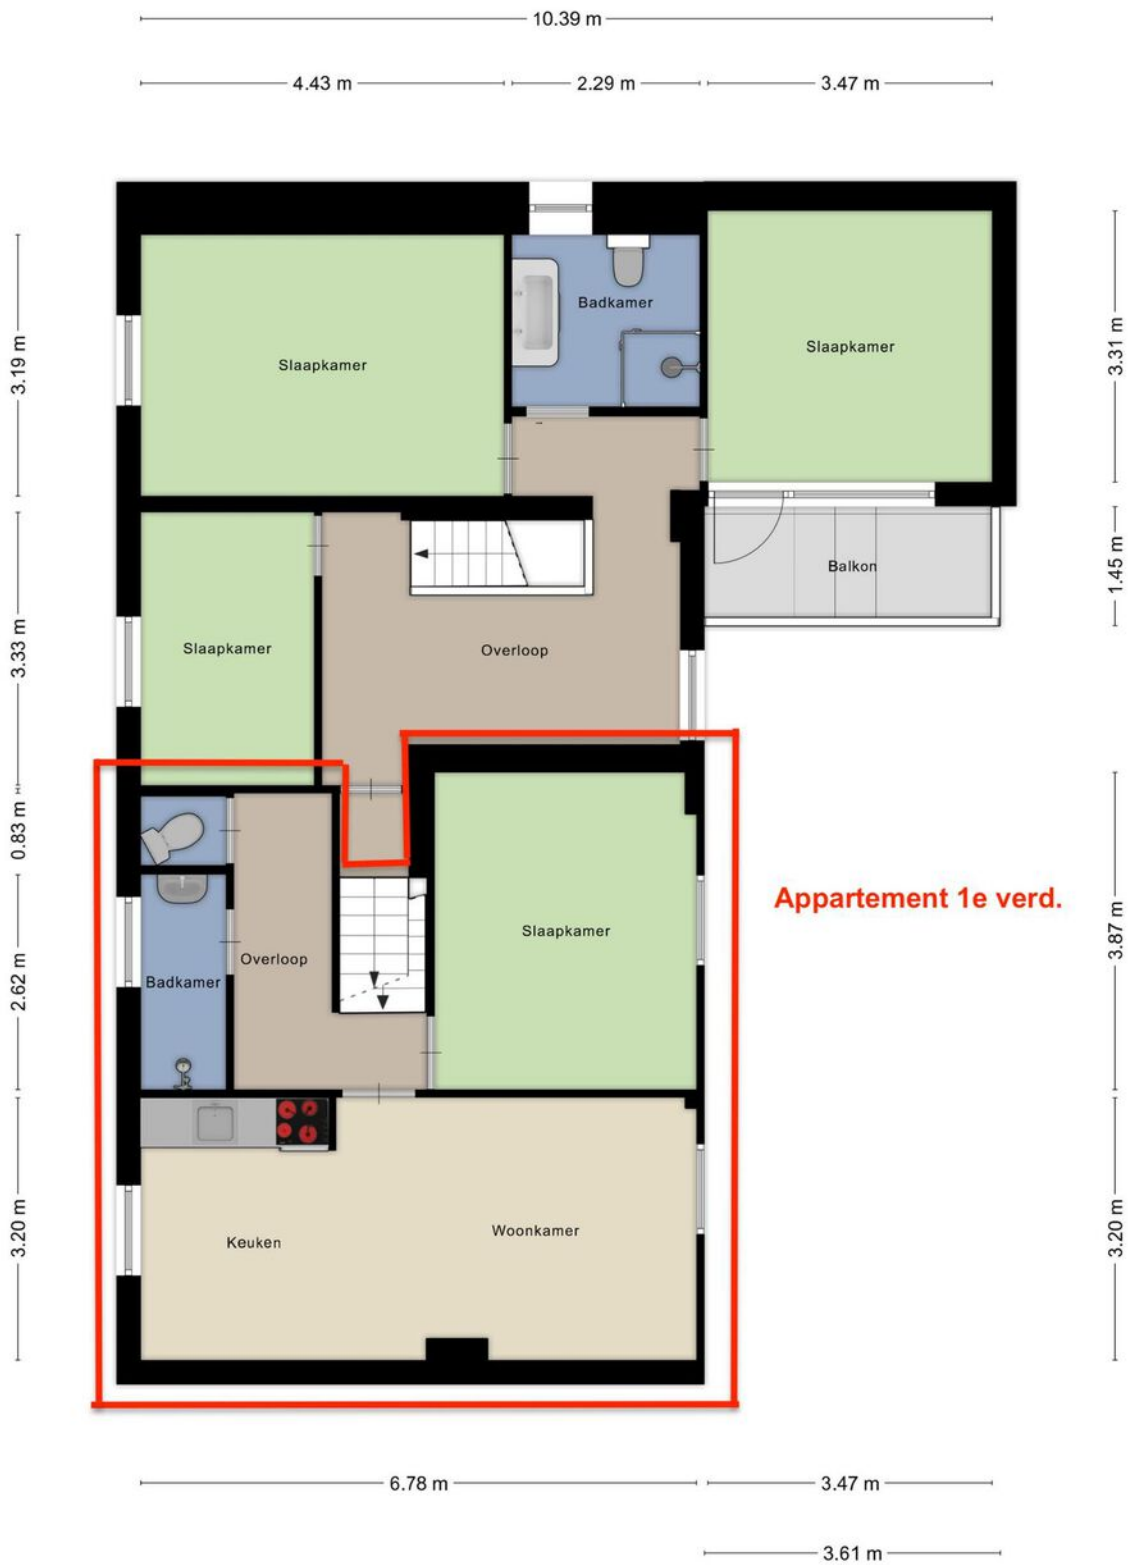 10.39 m
4.43 m
2.29 m
3.47 m
3.19 m
3.31 m
Slaapkamer
Badkamer
Slaapkamer
1.45 m
Balkon
3.33 m
Slaapkamer
Overloop
0.83 m
Appartement 1e verd.
3.87 m
Slaapkamer
2.62 m
Badkamer
Overloop
3.20 m
Keuken
Woonkamer
3.20 m
6.78 m
3.47 m
3.61 m